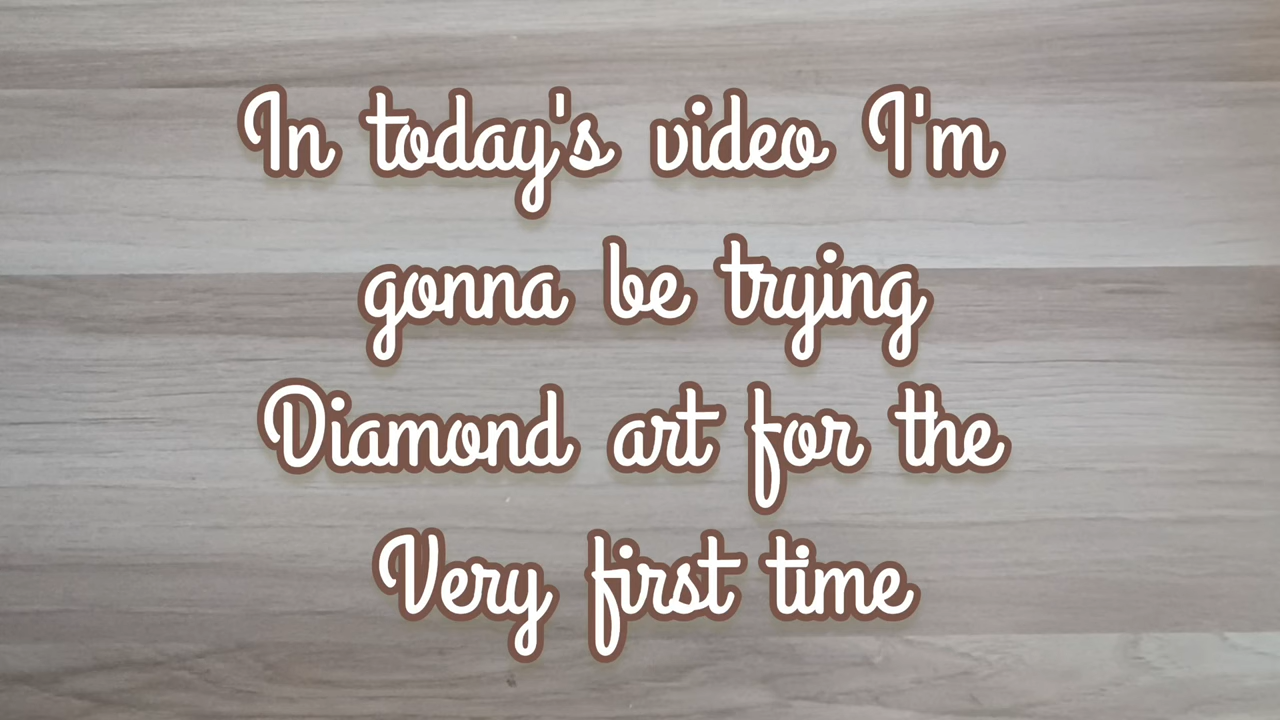 In today's video I'm
gonna be trying
Diamond art for the
Very first time